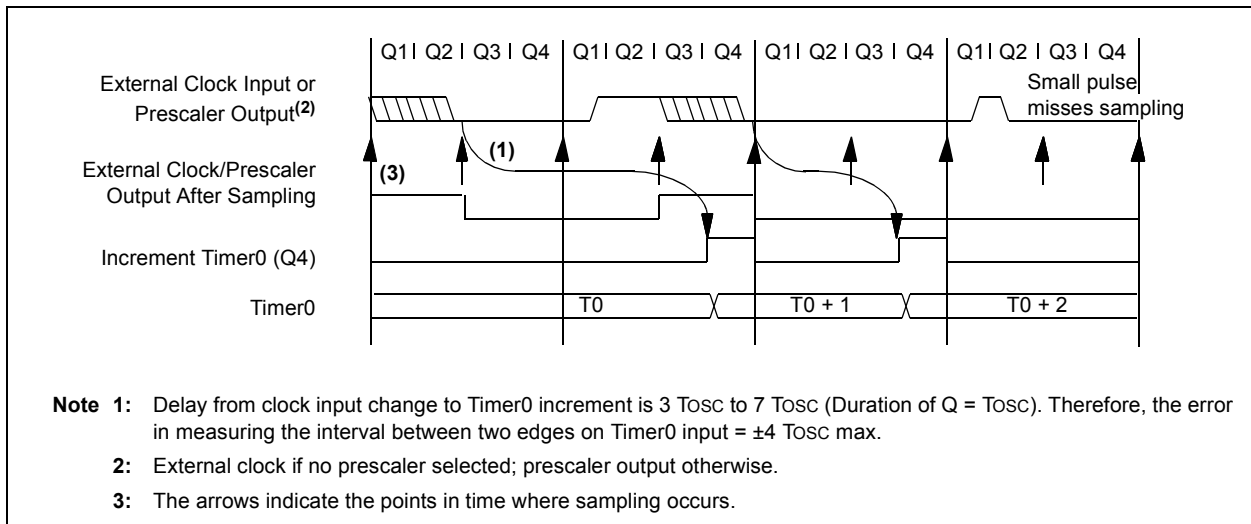 Q1 | Q2 | Q3 | Q4 Q1 | Q2 | Q3 | Q4 Q1 | Q2 | Q3 | Q4 Q1 | Q2 | Q3 | Q4
External Clock Input or
Prescaler Output(2)
Small pulse
misses sampling
(1)
External Clock/Prescaler
Output After Sampling
(3)
Increment Timer0 (Q4)
Timer0 T0 T0 + 1 T0 + 2
Note 1: Delay from clock input change to Timer0 increment is 3 TOSC to 7 TOSC (Duration of Q = TOSC). Therefore, the error
in measuring the interval between two edges on Timer0 input = ±4 TOSC max.
2: External clock if no prescaler selected; prescaler output otherwise.
3: The arrows indicate the points in time where sampling occurs.